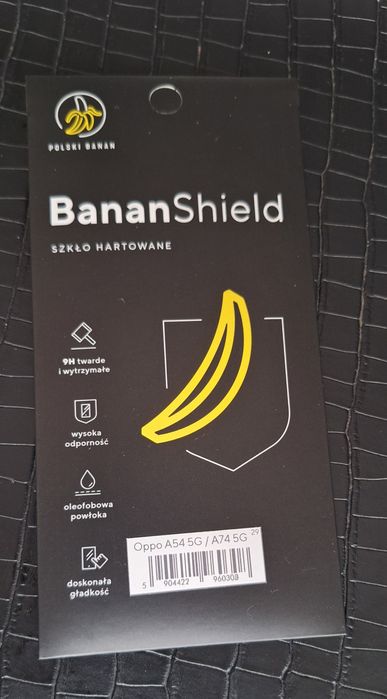 POLSKI BANAN
BananShield
SZKŁO HARTOWANE
9H twarde
i wytrzymałe
wysoka
odporność
oleofobowa
powłoka
doskonała
gładkość
Oppo A54 5G / A74 5G 29
5 904422 960308